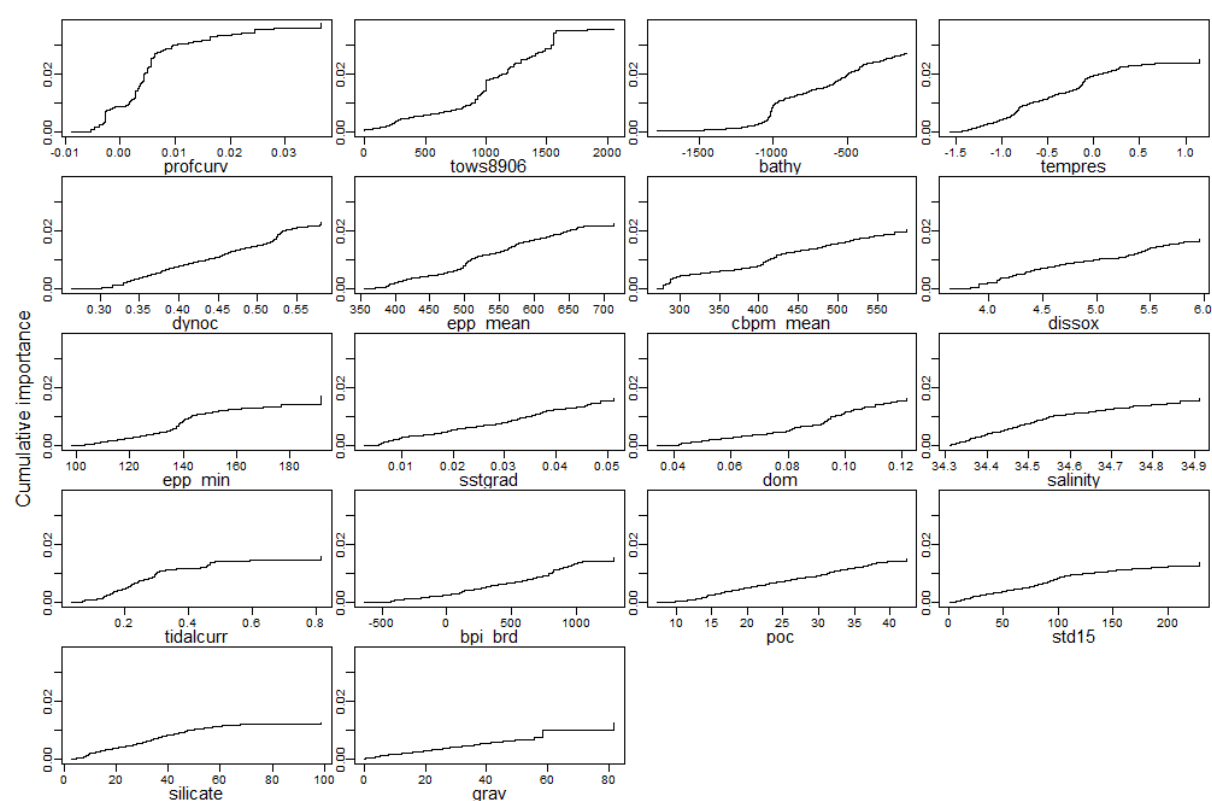 0.00 0.02
-0.01 0.00 0.01 0.02 0.03
profcurv
0.00 0.02
0 500 1000 1500 2000
tows8906
0.00 0.02
-1500 -1000 -500
bathy
0.00 0.02
-1.5 -1.0 -0.5 0.0 0.5 1.0
tempres
0.00 0.02
0.30 0.35 0.40 0.45 0.50 0.55
dynoc
0.00 0.02
350 400 450 500 550 600 650 700
epp_mean
0.00 0.02
300 350 400 450 500 550
cbpm_mean
0.00 0.02
4.0 4.5 5.0 5.5 6.0
dissox
Cumulative importance
0.00 0.02
100 120 140 160 180
epp_min
0.00 0.02
0.01 0.02 0.03 0.04 0.05
sstgrad
0.00 0.02
0.04 0.06 0.08 0.10 0.12
dom
0.00 0.02
34.3 34.4 34.5 34.6 34.7 34.8 34.9
salinity
0.00 0.02
0.2 0.4 0.6 0.8
tidalcurr
0.00 0.02
-500 0 500 1000
bpi_brd
0.00 0.02
10 15 20 25 30 35 40
poc
0.00 0.02
0 50 100 150 200
std15
0.00 0.02
0 20 40 60 80 100
silicate
0.00 0.02
0 20 40 60 80
grav